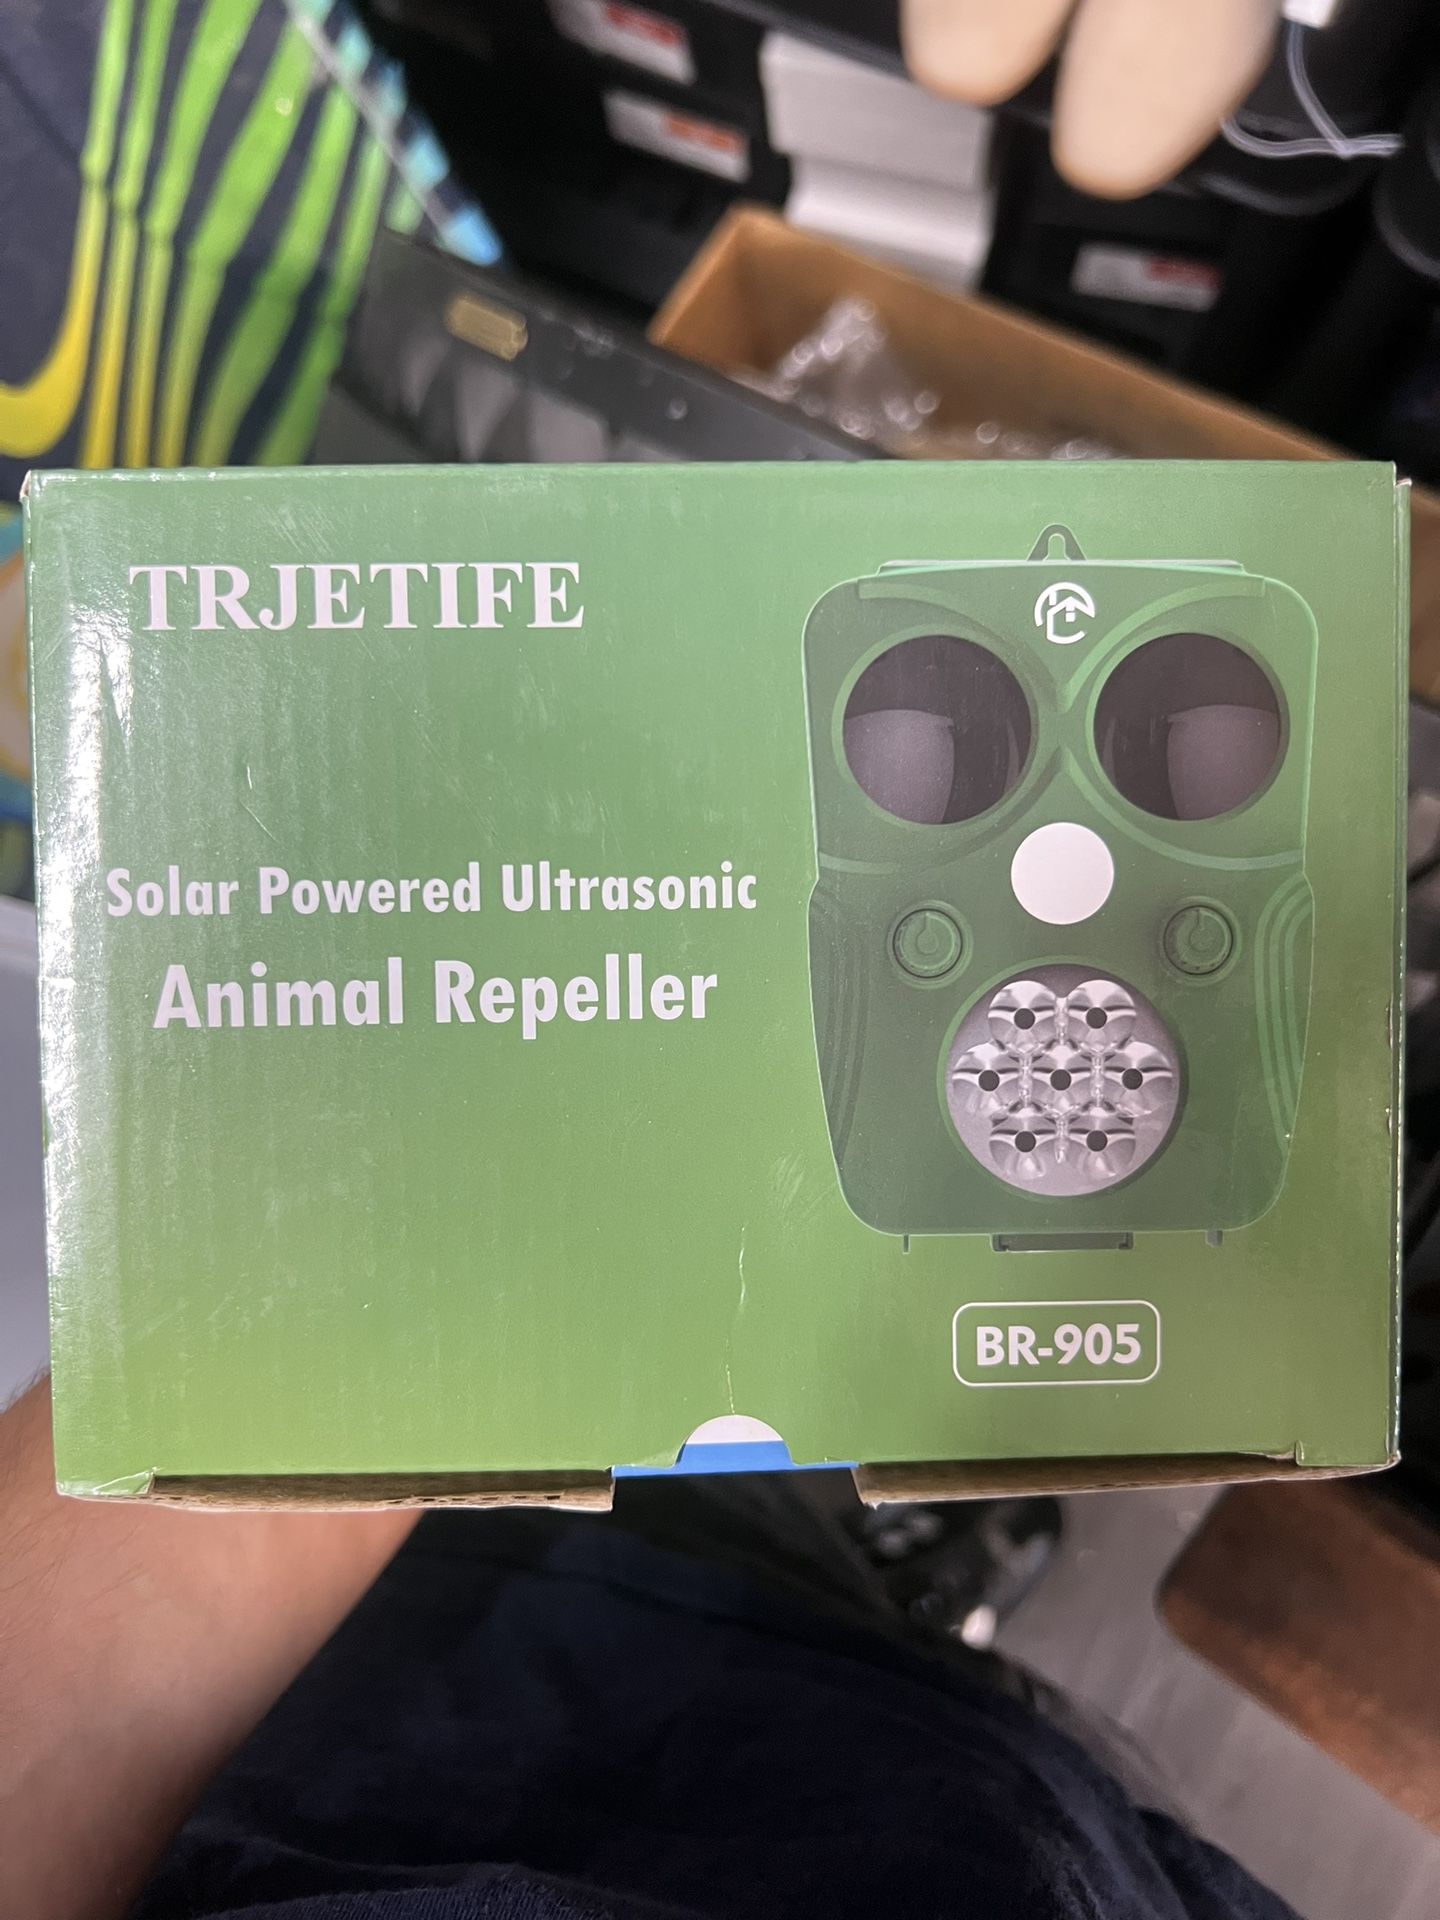 TRJETIFE
Solar Powered Ultrasonic
Animal Repeller
BR-905